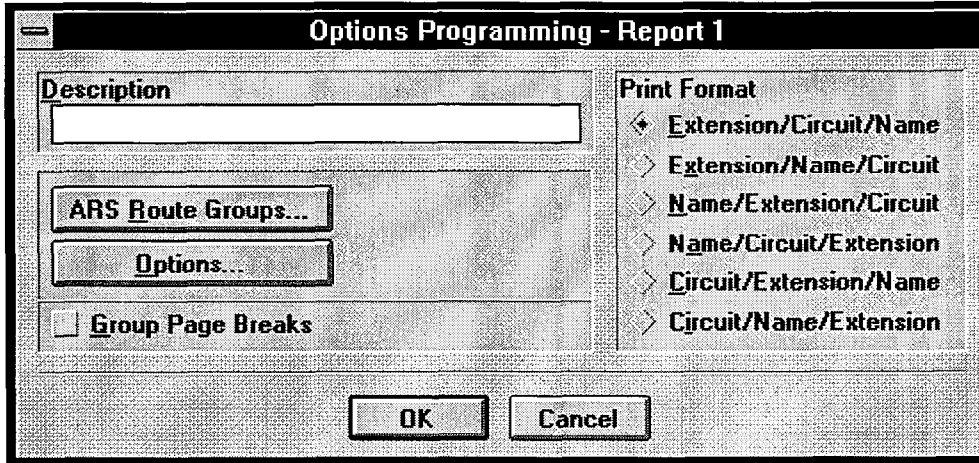 Options Programming - Report 1
Description
ARS Route Groups...
Options...
Group Page Breaks
Print Format
Extension/Circuit/Name
Extension/Name/Circuit
Name/Extension/Circuit
Name/Circuit/Extension
Circuit/Extension/Name
Circuit/Name/Extension
OK
Cancel